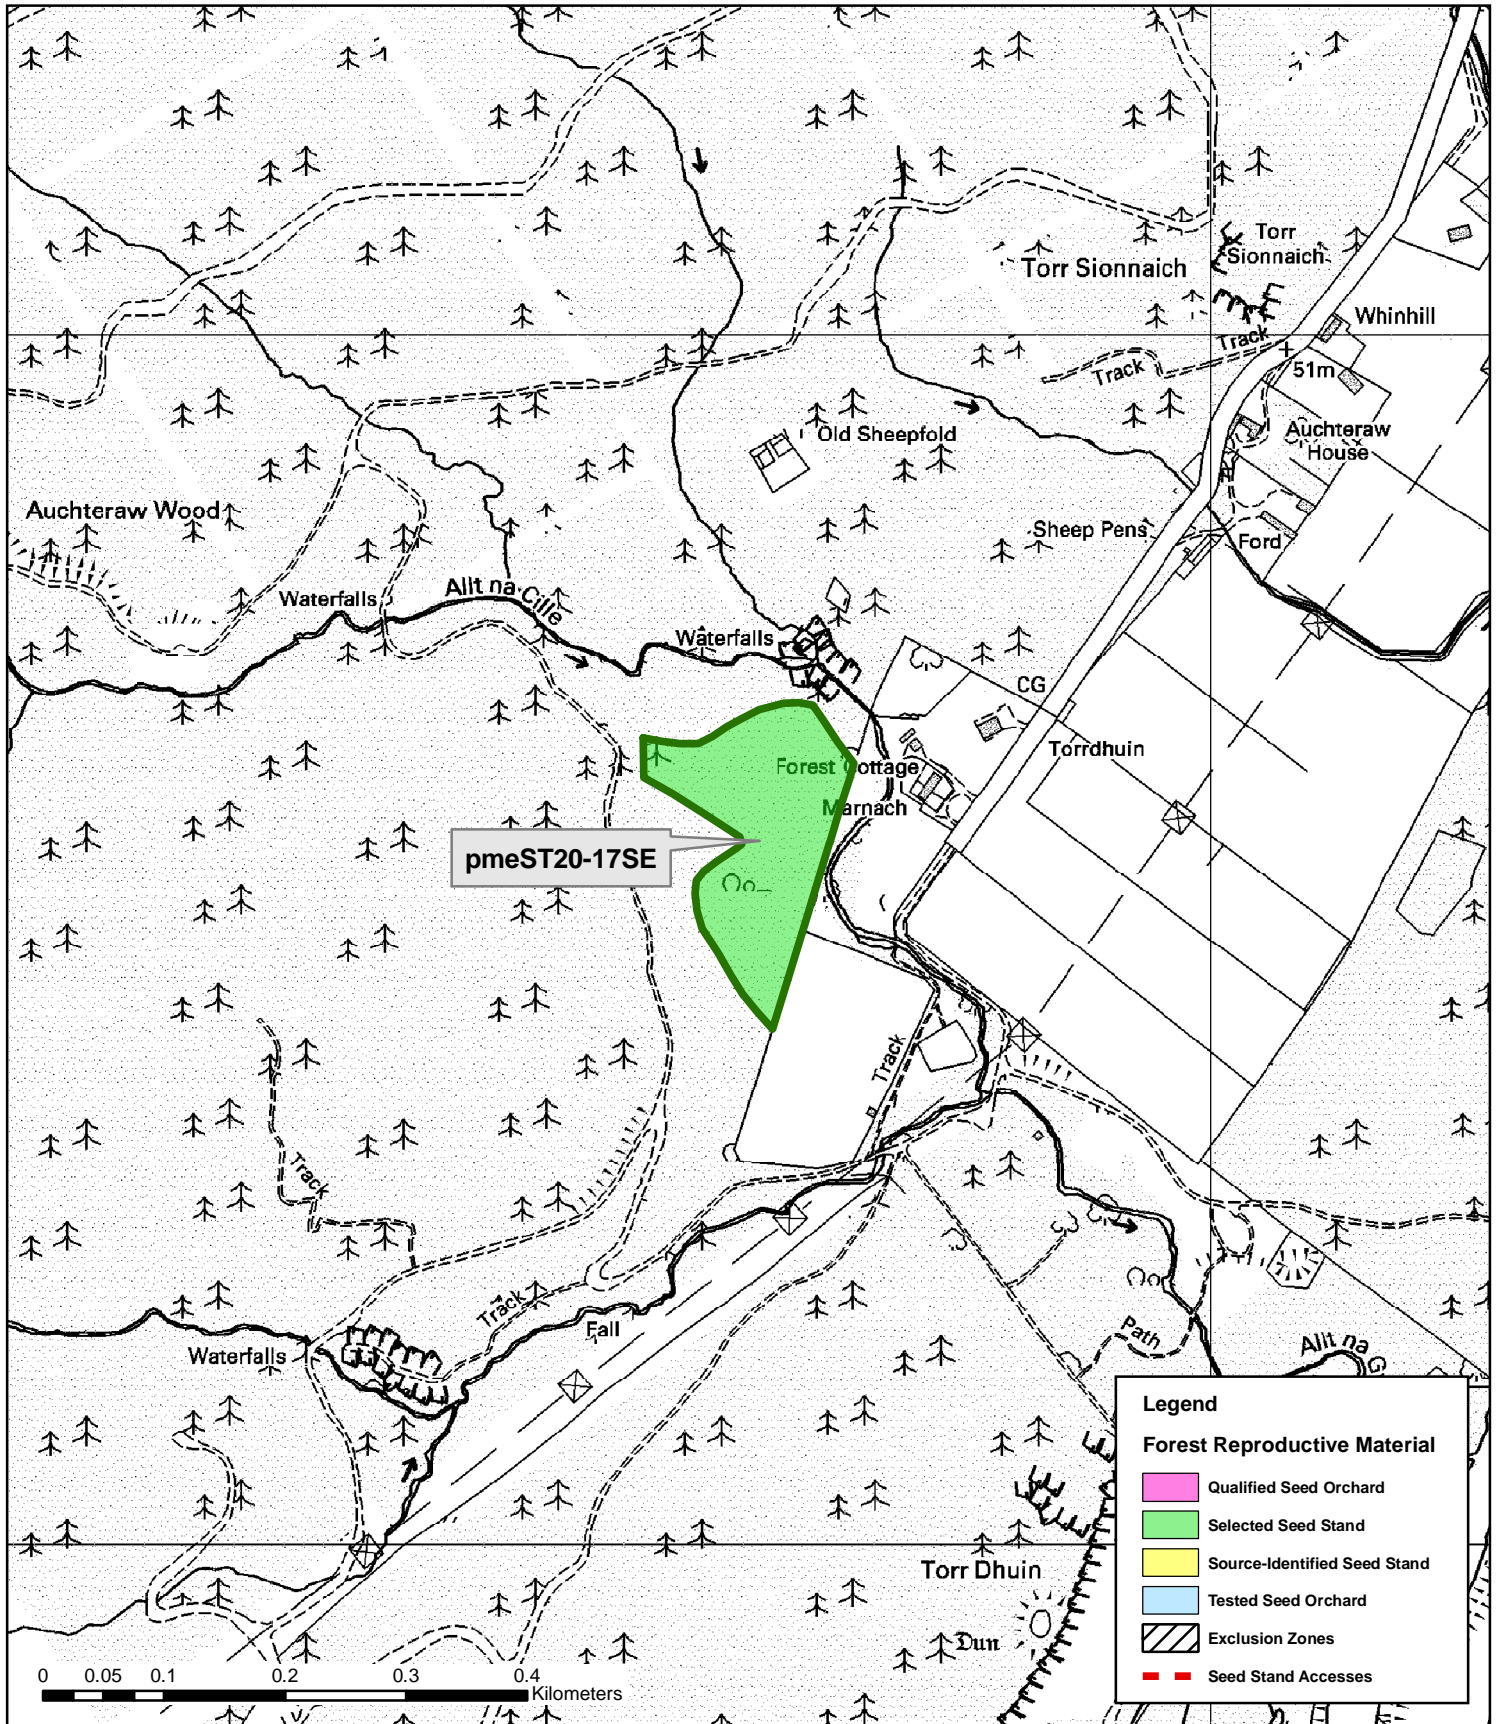 Torr
Sionnaich
Torr Sionnaich
Whinhill
Track
Track
51m
Old Sheepfold
Auchteraw
House
Auchteraw Wood
Sheep Pens
Ford
Allt na Cille
Waterfalls
Waterfalls
CG
Torrdhuin
Forest Cottage
Marnach
pmeST20-17SE
Track
Track
Track
Fall
Path
Waterfalls
Allt na G
Legend
Forest Reproductive Material
Qualified Seed Orchard
Selected Seed Stand
Source-Identified Seed Stand
Tested Seed Orchard
Exclusion Zones
Seed Stand Accesses
Torr Dhuin
Dun
0 0.05 0.1 0.2 0.3 0.4
Kilometers